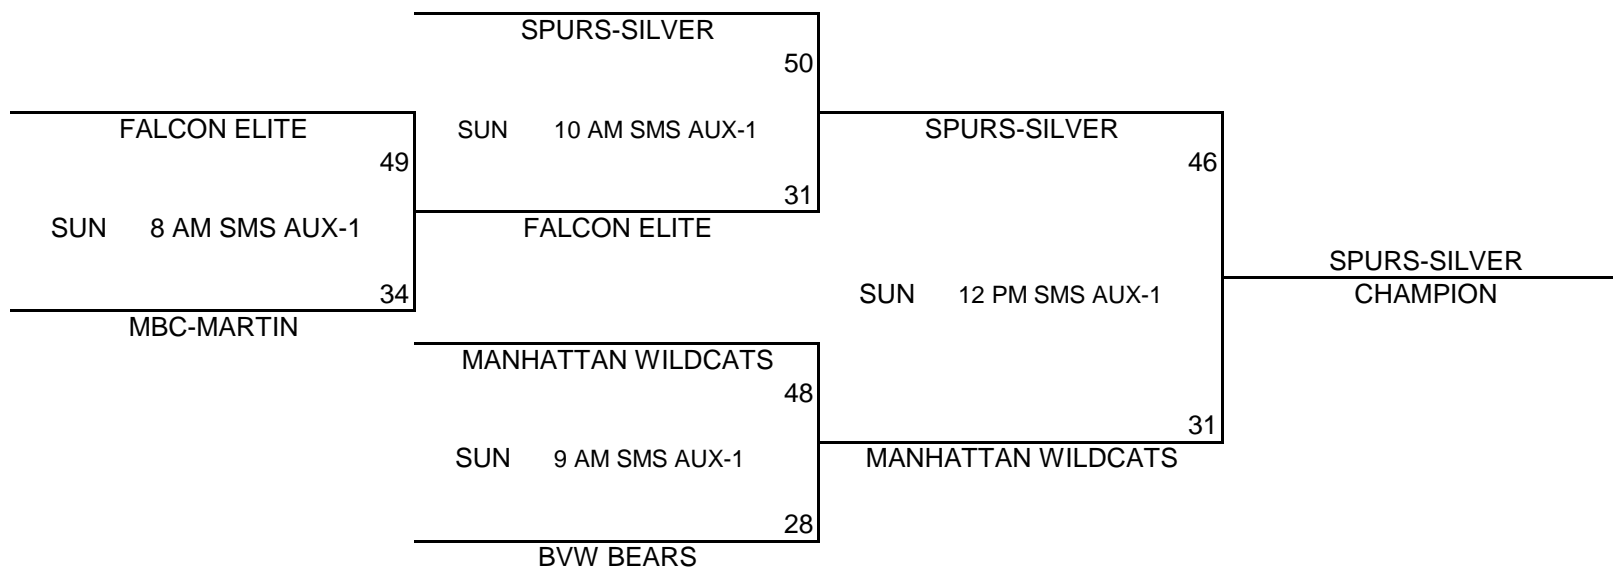 SPURS-SILVER
50
FALCON ELITE
SUN 10 AM SMS AUX-1
SPURS-SILVER
49
46
31
SUN 8 AM SMS AUX-1
FALCON ELITE
SPURS-SILVER
34
SUN 12 PM SMS AUX-1
CHAMPION
MBC-MARTIN
MANHATTAN WILDCATS
48
31
SUN 9 AM SMS AUX-1
MANHATTAN WILDCATS
28
BVW BEARS